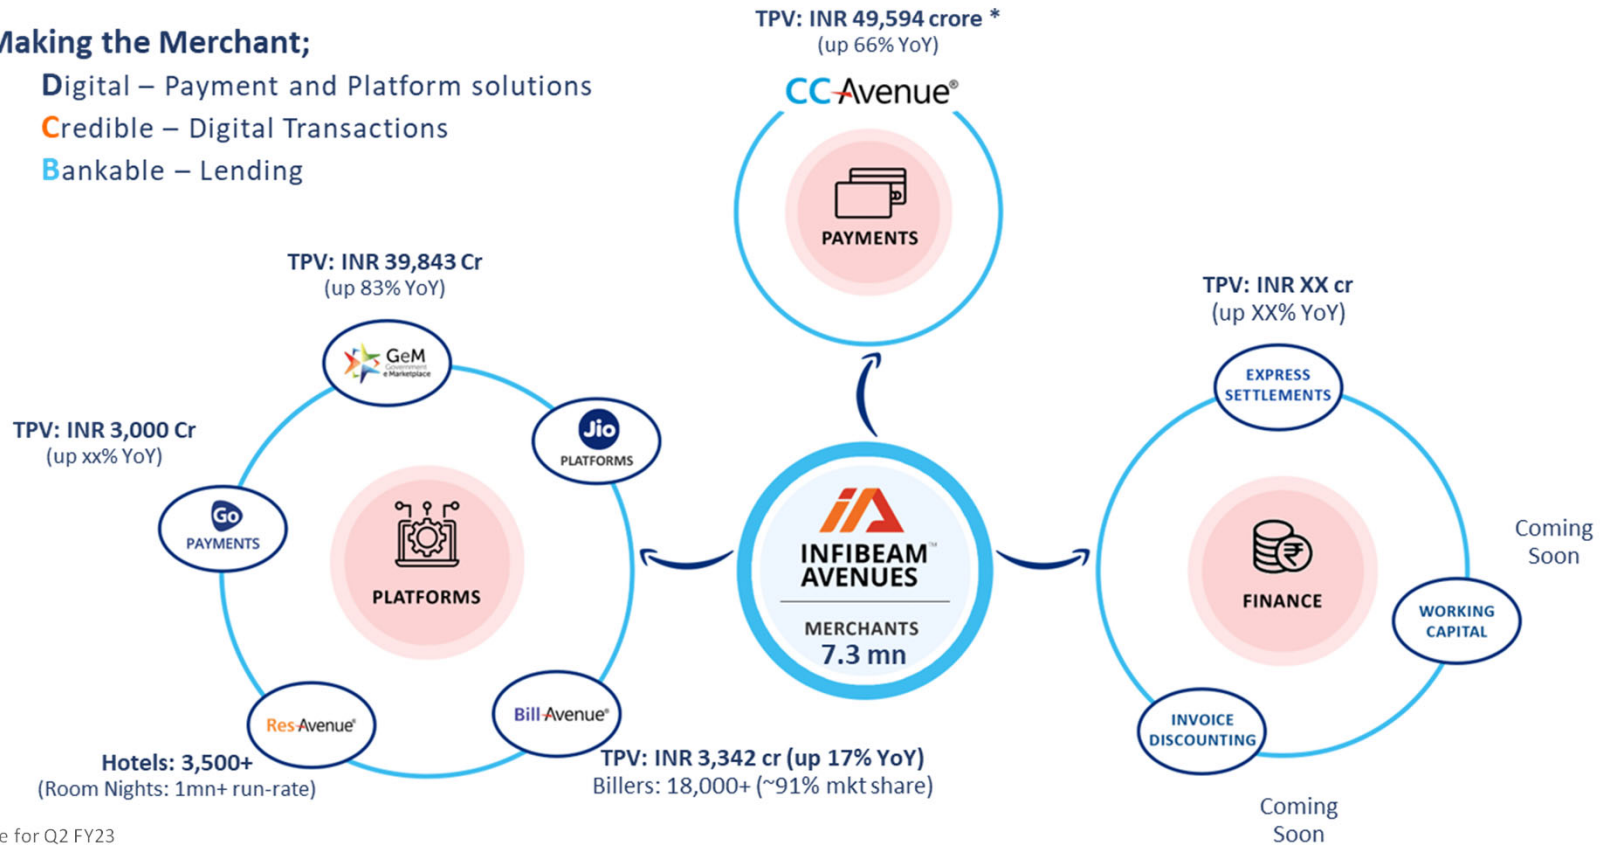 Making the Merchant;
Digital – Payment and Platform solutions
Credible – Digital Transactions
Bankable – Lending
TPV: INR 49,594 crore *
(up 66% YoY)
CCAvenue®
PAYMENTS
TPV: INR 39,843 Cr
(up 83% YoY)
GeM
Government
e Marketplace
Jio
PLATFORMS
TPV: INR 3,000 Cr
(up xx% YoY)
Go
PAYMENTS
PLATFORMS
ResAvenue®
Hotels: 3,500+
(Room Nights: 1mn+ run-rate)
BillAvenue®
TPV: INR 3,342 cr (up 17% YoY)
Billers: 18,000+ (~91% mkt share)
INFIBEAM™
AVENUES
MERCHANTS
7.3 mn
TPV: INR XX cr
(up XX% YoY)
EXPRESS
SETTLEMENTS
FINANCE
Coming
Soon
WORKING
CAPITAL
INVOICE
DISCOUNTING
Coming
Soon
for Q2 FY23